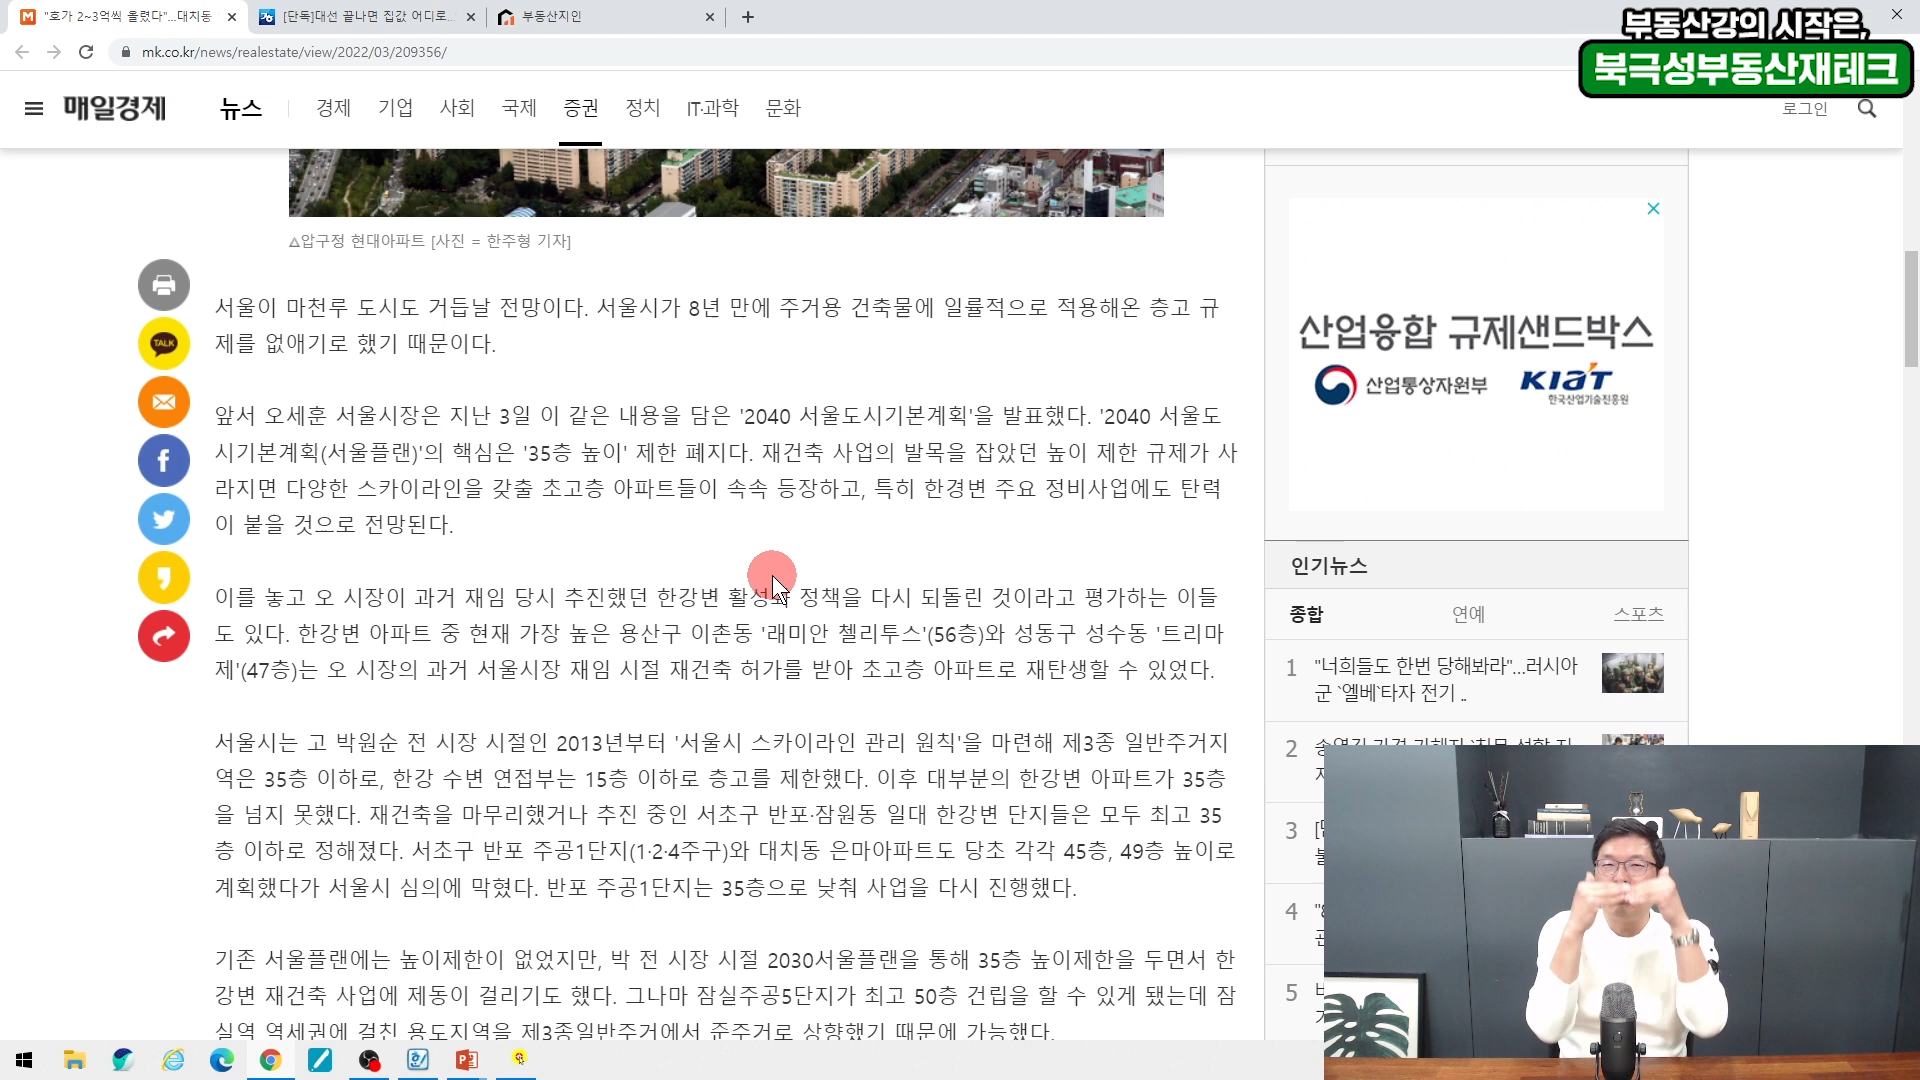 "호가 2~3억씩 올렸다"...대치동
[단독]대선 끝나면 집값 어디로...
부동산지인
mk.co.kr/news/realestate/view/2022/03/209356/
부동산강의 시작은,
북극성부동산재테크
매일경제
뉴스
경제
기업
사회
국제
증권
정치
IT·과학
문화
로그인
△압구정 현대아파트 [사진 = 한주형 기자]
서울이 마천루 도시도 거듭날 전망이다. 서울시가 8년 만에 주거용 건축물에 일률적으로 적용해온 층고 규
제를 없애기로 했기 때문이다.
앞서 오세훈 서울시장은 지난 3일 이 같은 내용을 담은 '2040 서울도시기본계획'을 발표했다. '2040 서울도
시기본계획(서울플랜)'의 핵심은 '35층 높이' 제한 폐지다. 재건축 사업의 발목을 잡았던 높이 제한 규제가 사
라지면 다양한 스카이라인을 갖출 초고층 아파트들이 속속 등장하고, 특히 한경변 주요 정비사업에도 탄력
이 붙을 것으로 전망된다.
이를 놓고 오 시장이 과거 재임 당시 추진했던 한강변 활성화 정책을 다시 되돌린 것이라고 평가하는 이들
도 있다. 한강변 아파트 중 현재 가장 높은 용산구 이촌동 '래미안 첼리투스'(56층)와 성동구 성수동 '트리마
제'(47층)는 오 시장의 과거 서울시장 재임 시절 재건축 허가를 받아 초고층 아파트로 재탄생할 수 있었다.
서울시는 고 박원순 전 시장 시절인 2013년부터 '서울시 스카이라인 관리 원칙'을 마련해 제3종 일반주거지
역은 35층 이하로, 한강 수변 연접부는 15층 이하로 층고를 제한했다. 이후 대부분의 한강변 아파트가 35층
을 넘지 못했다. 재건축을 마무리했거나 추진 중인 서초구 반포·잠원동 일대 한강변 단지들은 모두 최고 35
층 이하로 정해졌다. 서초구 반포 주공1단지(1·2·4주구)와 대치동 은마아파트도 당초 각각 45층, 49층 높이로
계획했다가 서울시 심의에 막혔다. 반포 주공1단지는 35층으로 낮춰 사업을 다시 진행했다.
기존 서울플랜에는 높이제한이 없었지만, 박 전 시장 시절 2030서울플랜을 통해 35층 높이제한을 두면서 한
강변 재건축 사업에 제동이 걸리기도 했다. 그나마 잠실주공5단지가 최고 50층 건립을 할 수 있게 됐는데 잠
실역 역세권에 걸친 용도지역을 제3종일반주거에서 준주거로 상향했기 때문에 가능했다.
TALK
산업융합 규제샌드박스
산업통상자원부
KIAT
한국산업기술진흥원
인기뉴스
종합
연예
스포츠
1
"너희들도 한번 당해봐라"...러시아
군 `엘베`타자 전기 ..
2
3
4
5